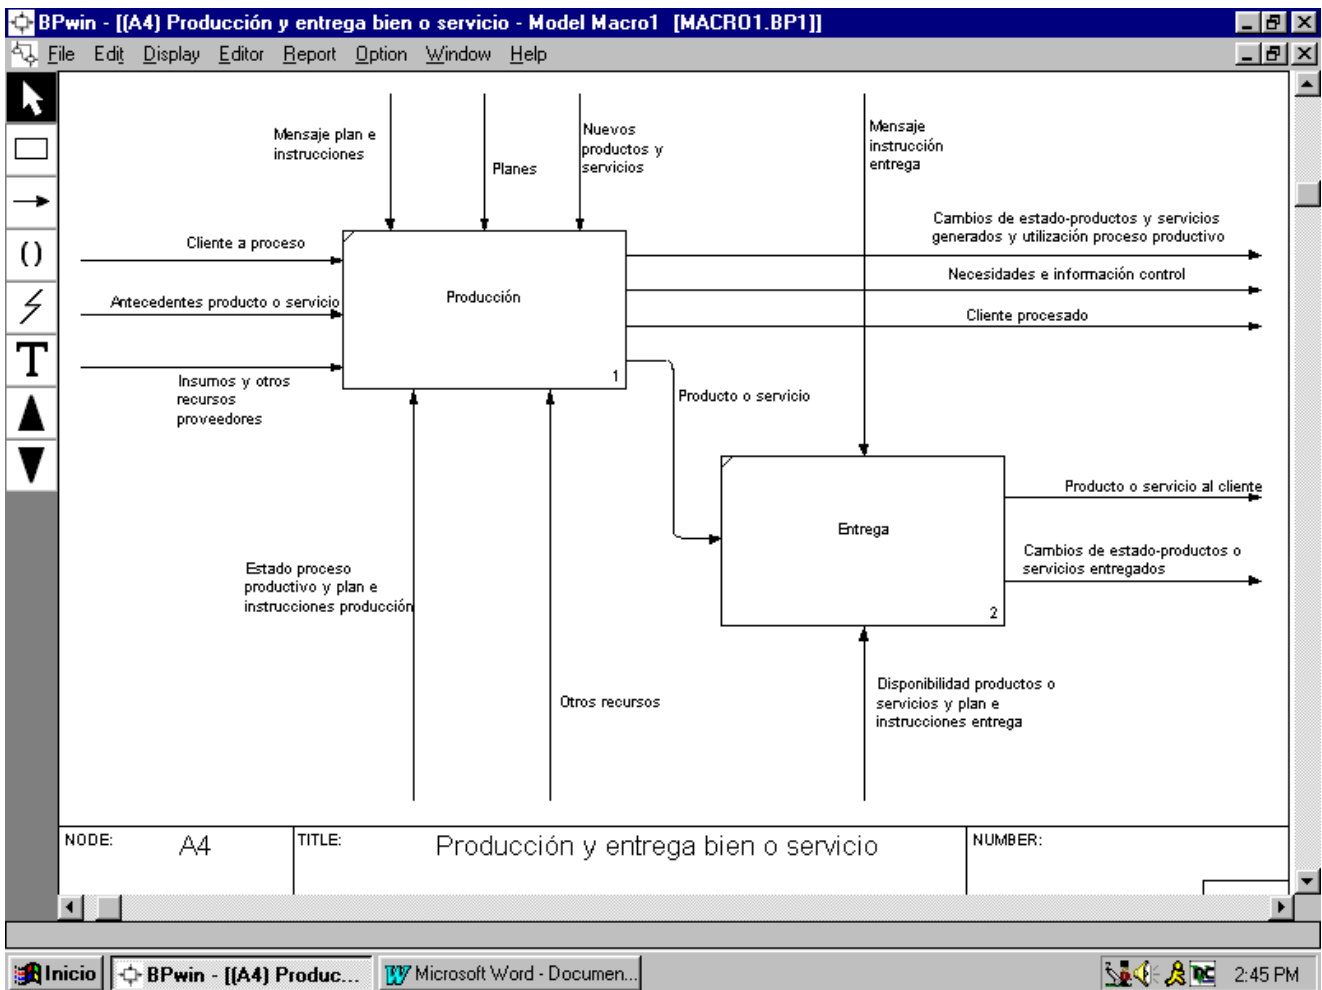 BPwin - [(A4) Producción y entrega bien o servicio - Model Macro1 [MACRO1.BP1]]
File Edit Display Editor Report Option Window Help
Mensaje plan e
instrucciones
Planes
Nuevos
productos y
servicios
Mensaje
instrucción
entrega
Cliente a proceso
Antecedentes producto o servicio
Insumos y otros
recursos
proveedores
Producción
1
Cambios de estado-productos y servicios
generados y utilización proceso productivo
Necesidades e información control
Cliente procesado
Producto o servicio
Entrega
2
Producto o servicio al cliente
Cambios de estado-productos o
servicios entregados
Estado proceso
productivo y plan e
instrucciones producción
Otros recursos
Disponibilidad productos o
servicios y plan e
instrucciones entrega
( )
T
NODE: A4
TITLE: Producción y entrega bien o servicio
NUMBER:
Inicio
BPwin - [(A4) Produc...
Microsoft Word - Documen...
2:45 PM